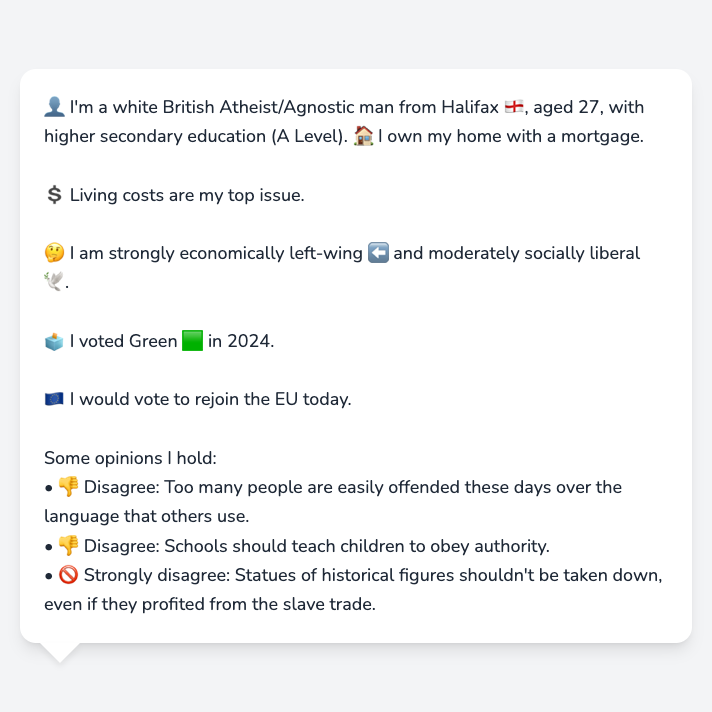 👤 I'm a white British Atheist/Agnostic man from Halifax 🏴󠁧󠁢󠁥󠁮󠁧󠁿, aged 27, with
higher secondary education (A Level). 🏠 I own my home with a mortgage.
💲 Living costs are my top issue.
🤔 I am strongly economically left-wing ⬅️ and moderately socially liberal
🕊️.
🗳️ I voted Green 🟩 in 2024.
🇪🇺 I would vote to rejoin the EU today.
Some opinions I hold:
• 👎 Disagree: Too many people are easily offended these days over the
language that others use.
• 👎 Disagree: Schools should teach children to obey authority.
• 🚫 Strongly disagree: Statues of historical figures shouldn't be taken down,
even if they profited from the slave trade.